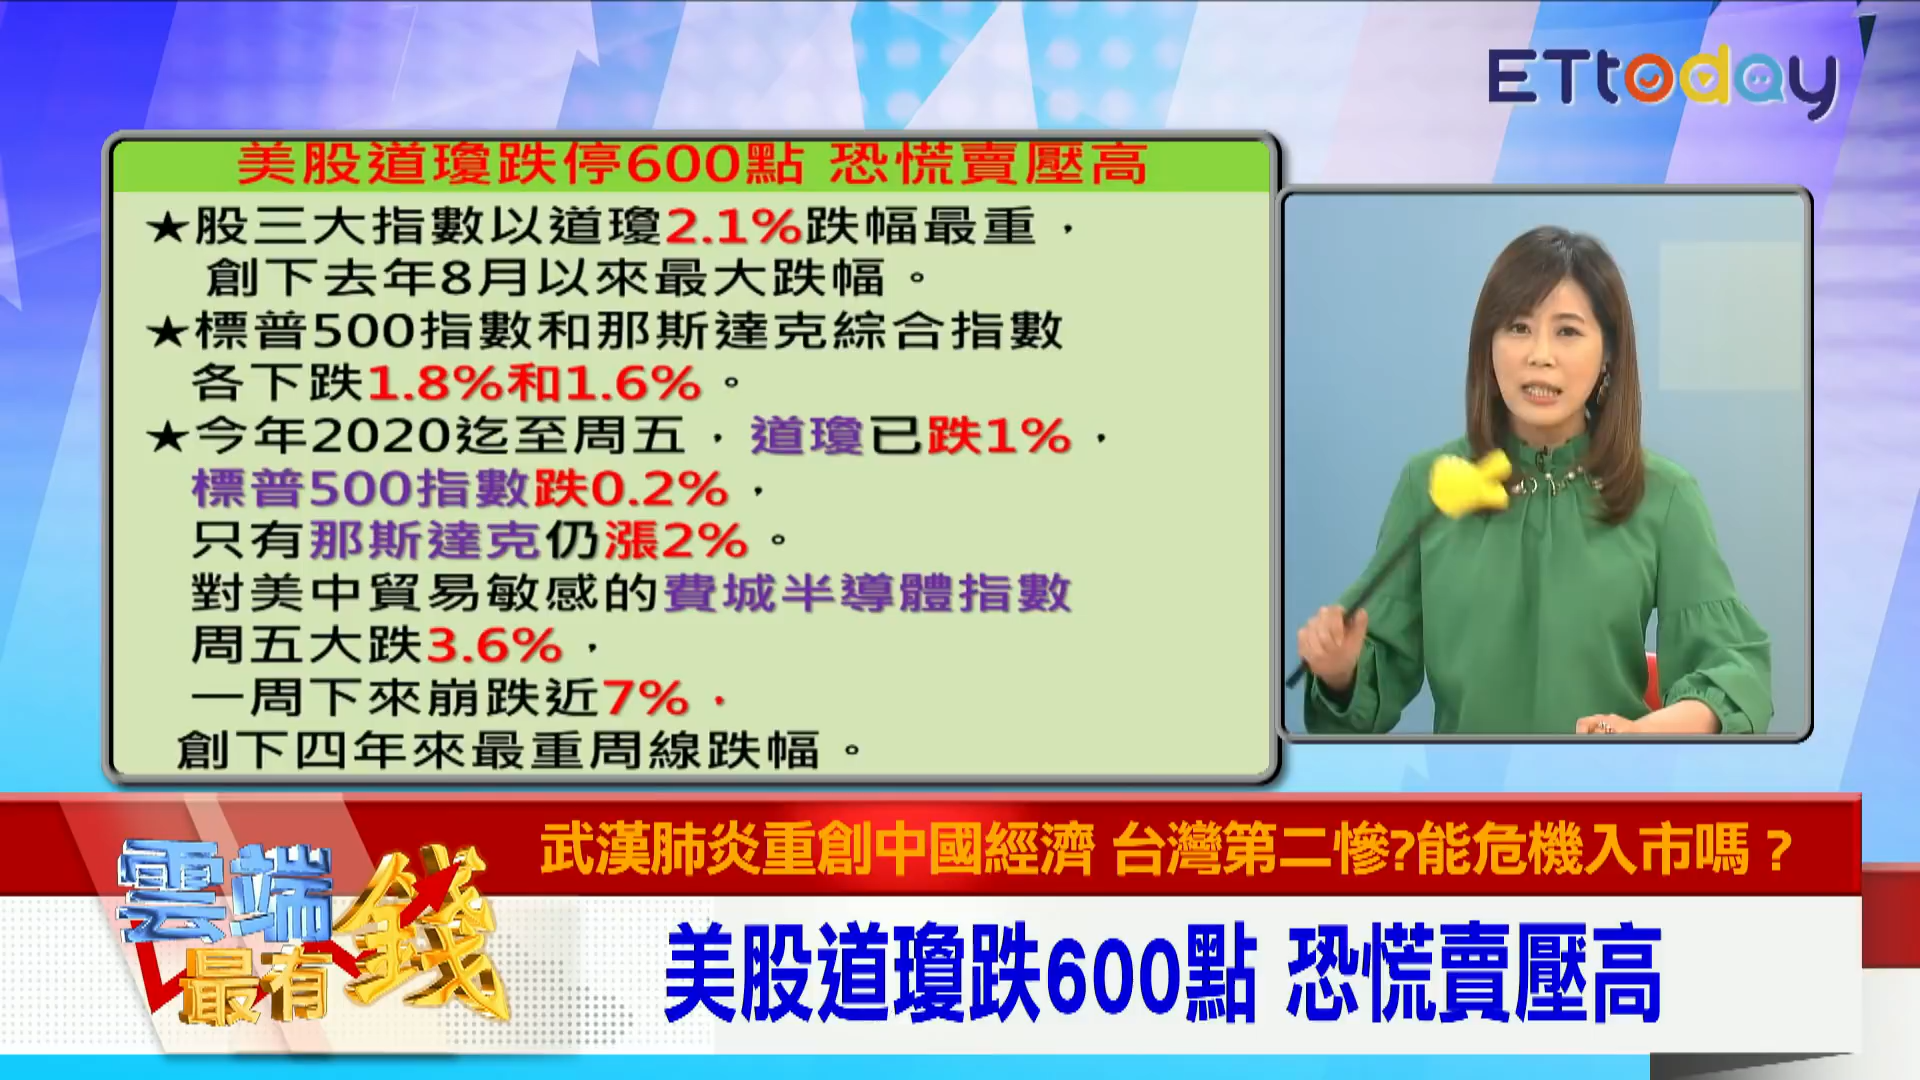 ETtoday
美股道瓊跌停600點 恐慌賣壓高
★股三大指數以道瓊2.1%跌幅最重，
創下去年8月以來最大跌幅。
★標普500指數和那斯達克綜合指數
各下跌1.8%和1.6%。
★今年2020迄至周五，道瓊已跌1%，
標普500指數跌0.2%，
只有那斯達克仍漲2%。
對美中貿易敏感的費城半導體指數
周五大跌3.6%，
一周下來崩跌近7%，
創下四年來最重周線跌幅。
武漢肺炎重創中國經濟 台灣第二慘?能危機入市嗎？
雲端最有錢
美股道瓊跌600點 恐慌賣壓高